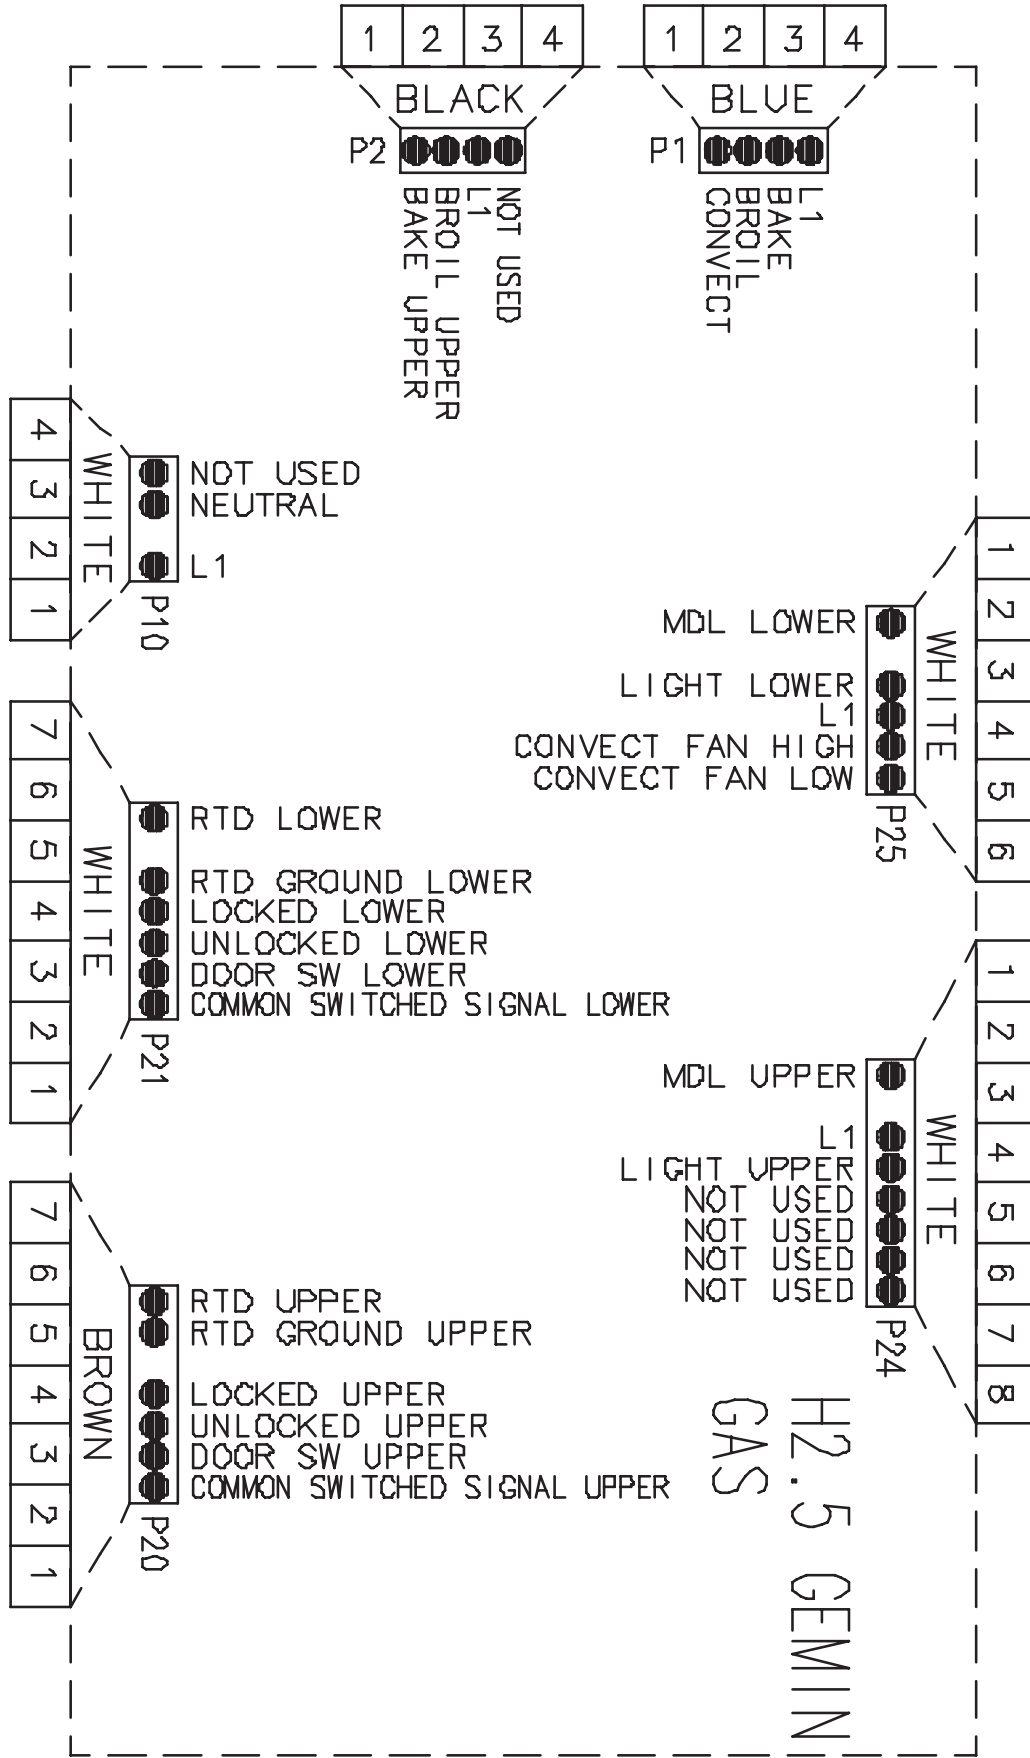 1 2 3 4
BLACK
P2
BAKE UPPER
BROIL UPPER
L1
NOT USED
1 2 3 4
BLUE
P1
CONVECT
BROIL
BAKE
L1
4
3
2
1
WHITE
NOT USED
NEUTRAL
L1
P10
1
2
3
4
5
6
WHITE
MDL LOWER
LIGHT LOWER
L1
CONVECT FAN HIGH
CONVECT FAN LOW
P25
7
6
5
4
3
2
1
WHITE
RTD LOWER
RTD GROUND LOWER
LOCKED LOWER
UNLOCKED LOWER
DOOR SW LOWER
COMMON SWITCHED SIGNAL LOWER
P21
1
2
3
4
5
6
7
8
WHITE
MDL UPPER
L1
LIGHT UPPER
NOT USED
NOT USED
NOT USED
NOT USED
P24
7
6
5
4
3
2
1
BROWN
RTD UPPER
RTD GROUND UPPER
LOCKED UPPER
UNLOCKED UPPER
DOOR SW UPPER
COMMON SWITCHED SIGNAL UPPER
P20
H2.5 GEMIN
GAS